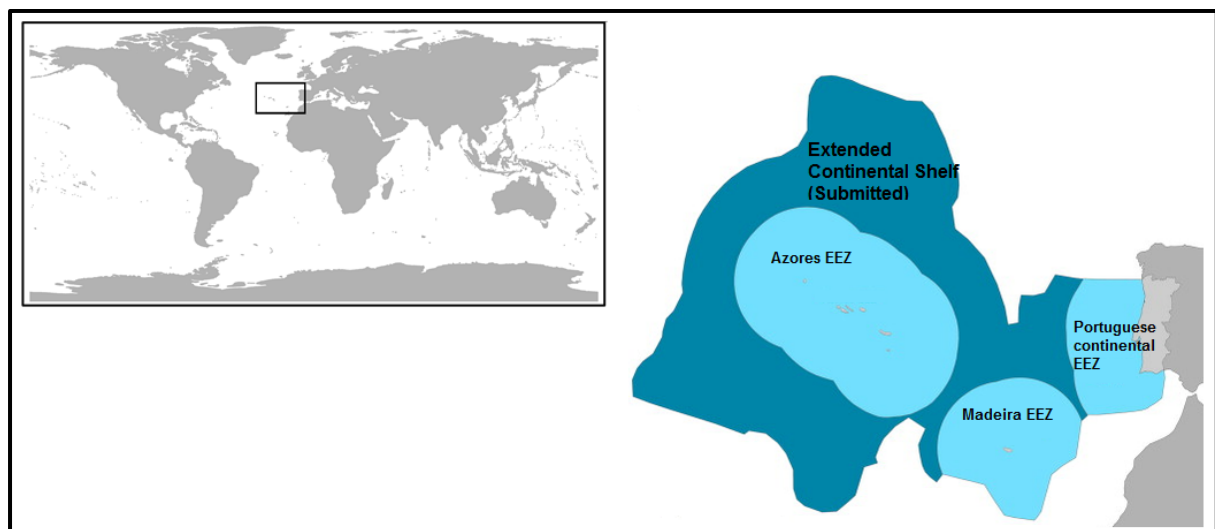 Extended
Continental Shelf
(Submitted)
Azores EEZ
Portuguese
continental
EEZ
Madeira EEZ